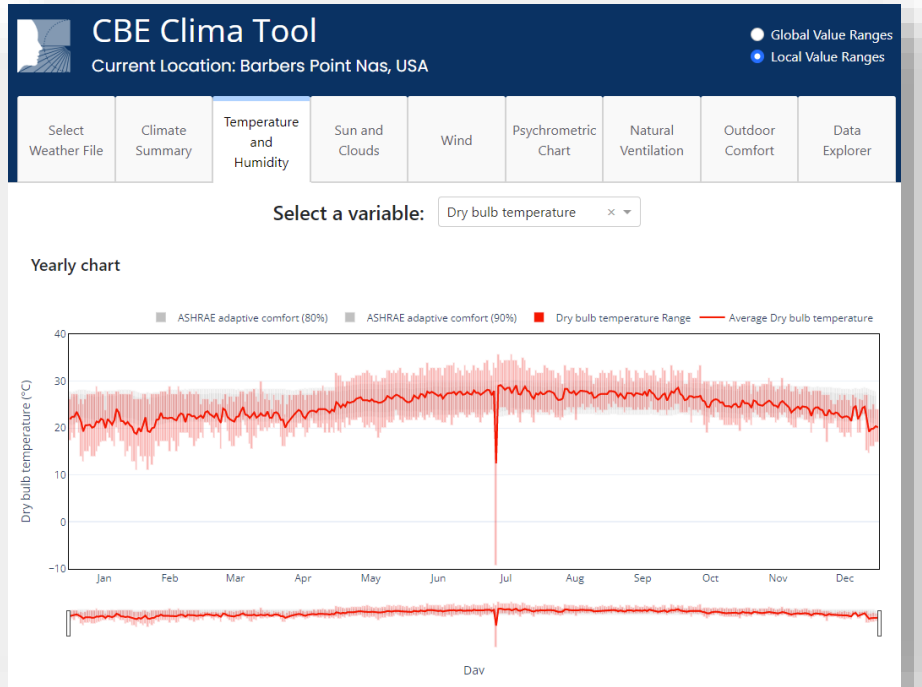 CBE Clima Tool
Current Location: Barbers Point Nas, USA
Global Value Ranges
Local Value Ranges
Select
Weather File
Climate
Summary
Temperature
and
Humidity
Sun and
Clouds
Wind
Psychrometric
Chart
Natural
Ventilation
Outdoor
Comfort
Data
Explorer
Select a variable:
Dry bulb temperature ×
Yearly chart
ASHRAE adaptive comfort (80%)
ASHRAE adaptive comfort (90%)
Dry bulb temperature Range
Average Dry bulb temperature
Dry bulb temperature (°C)
40
30
20
10
0
−10
Jan Feb Mar Apr May Jun Jul Aug Sep Oct Nov Dec
Day